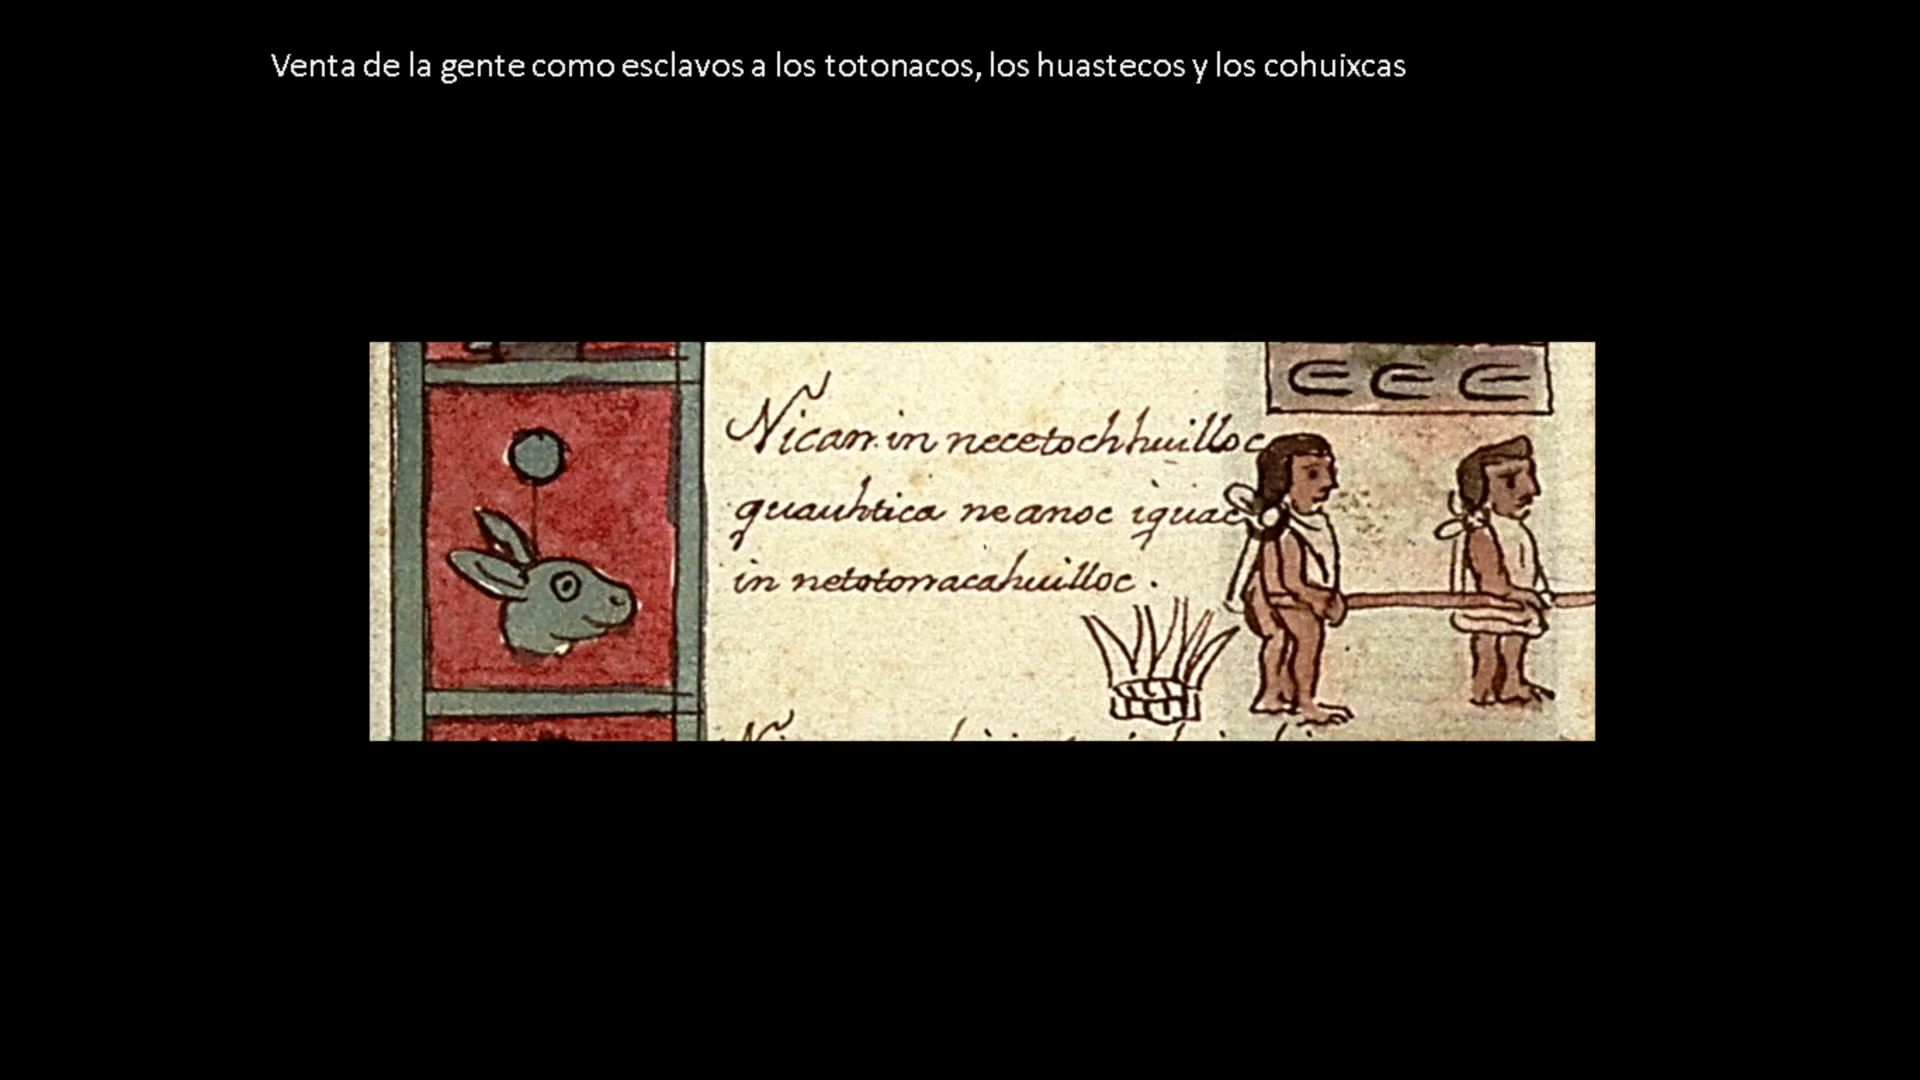 Venta de la gente como esclavos a los totonacos, los huastecos y los cohuixcas
Nican in necetochhuilloc
quauhtica neanoc iquac
in netotonacahuilloc.